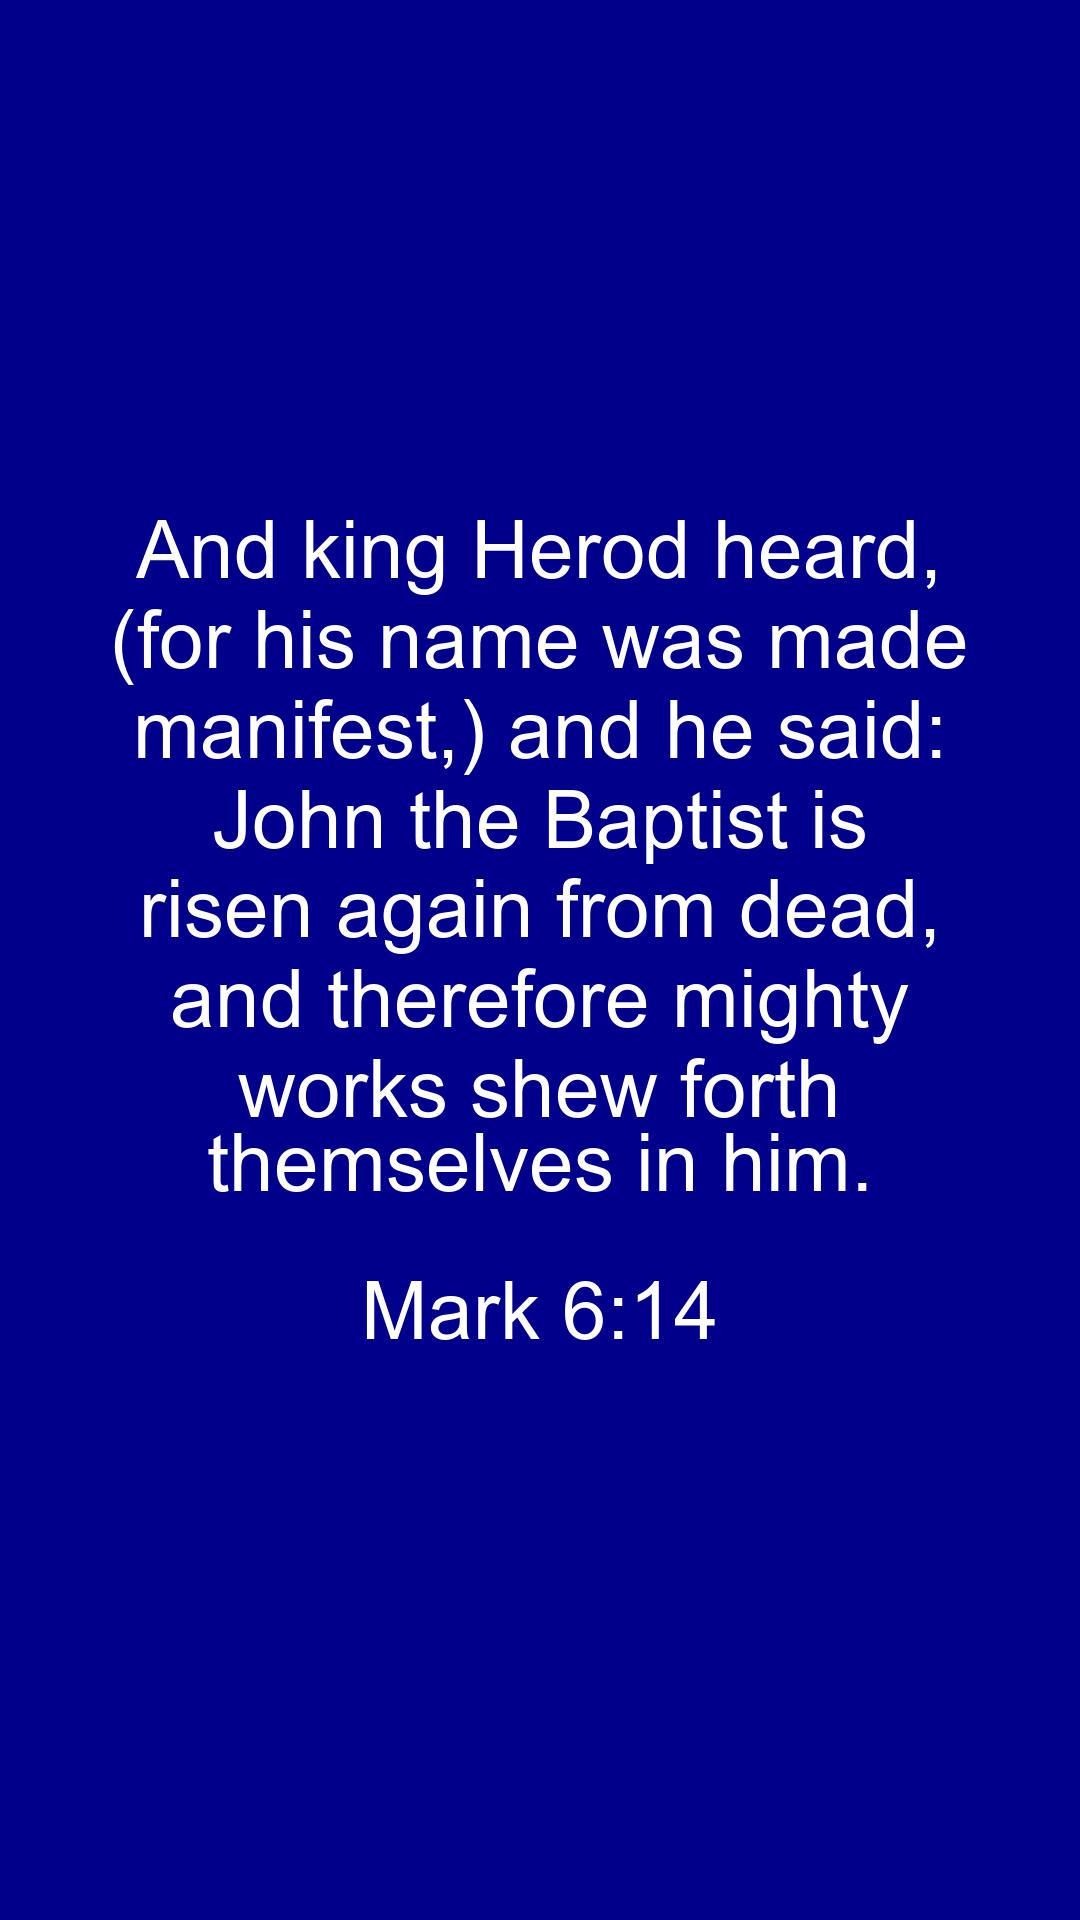 And king Herod heard,
(for his name was made
manifest,) and he said:
John the Baptist is
risen again from dead,
and therefore mighty
works shew forth
themselves in him.
Mark 6:14